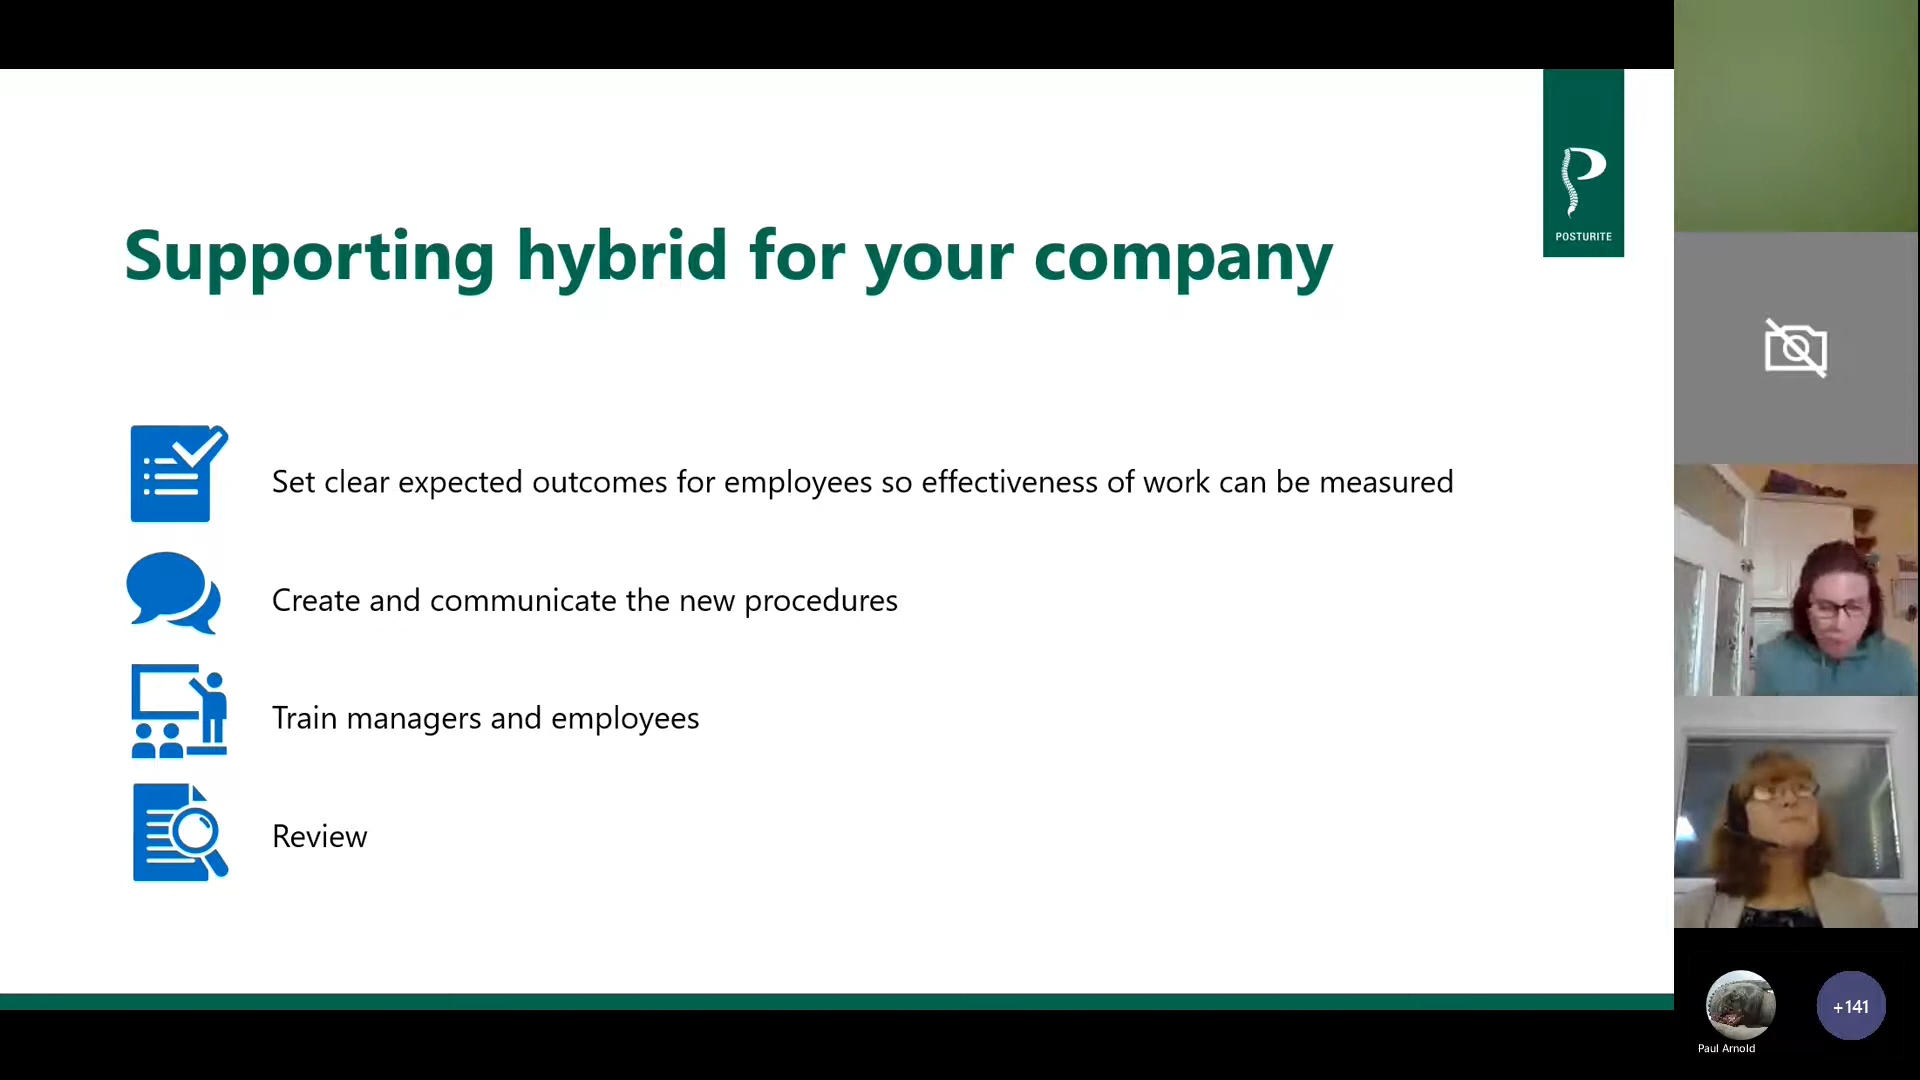 POSTURITE
Supporting hybrid for your company
Set clear expected outcomes for employees so effectiveness of work can be measured
Create and communicate the new procedures
Train managers and employees
Review
+141
Paul Arnold